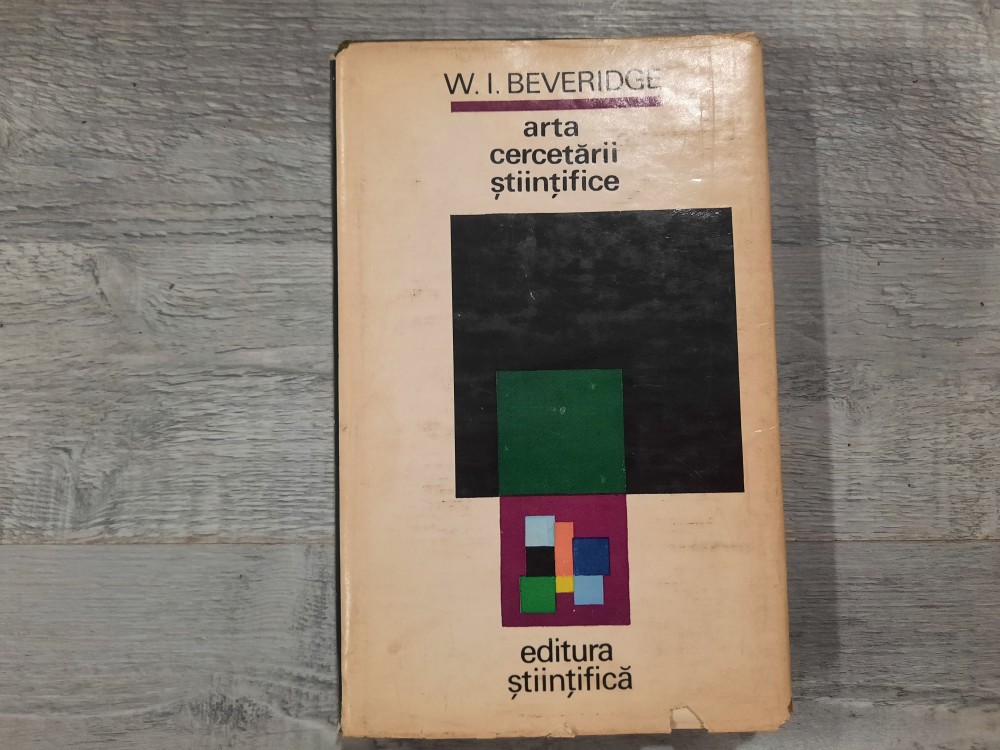 W. I. BEVERIDGE
arta
cercetării
științifice
editura
științifică